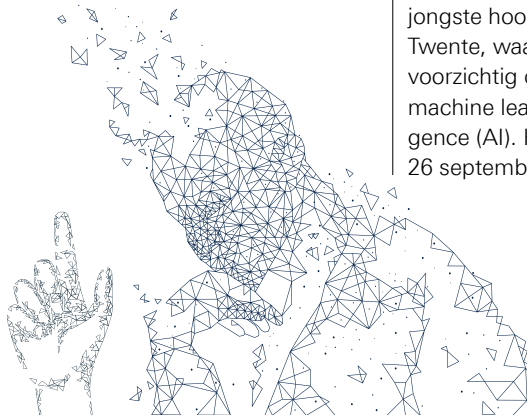 jongste hoo
Twente, waa
voorzichtig
machine lea
gence (AI).
26 septemb